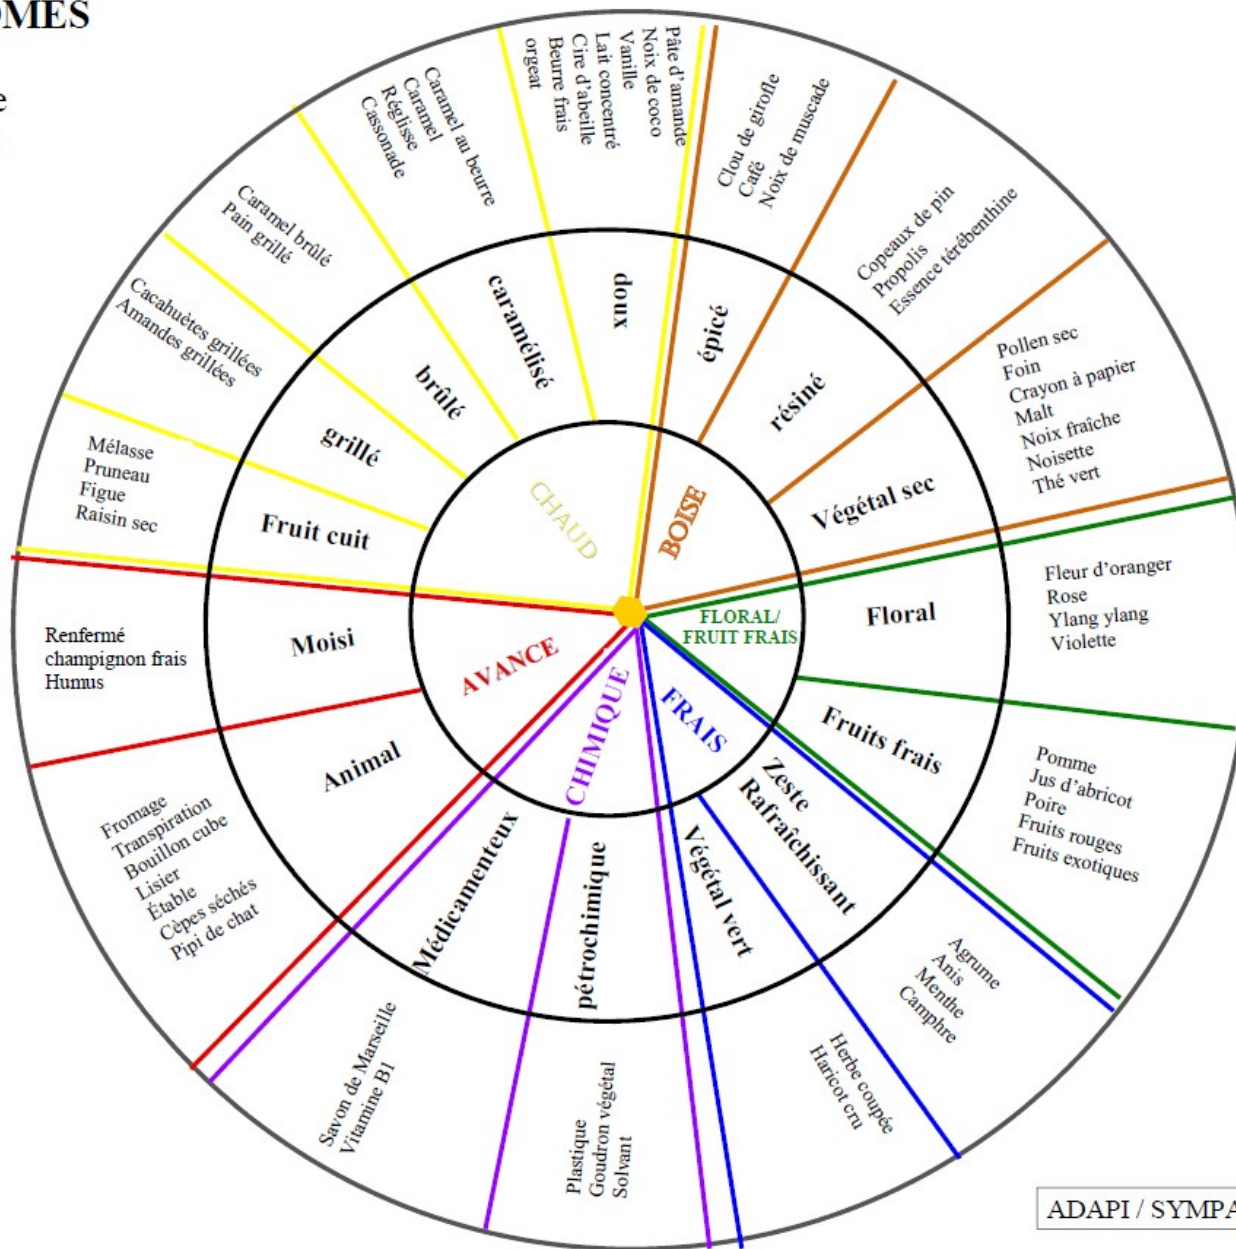 OMES
e
CHAUD
doux
Pâte d'amande
Noix de coco
Vanille
Lait concentré
Cire d'abeille
Beurre frais
orgeat
caramélisé
Caramel au beurre
Caramel
Réglisse
Cassonade
brûlé
Caramel brûlé
Pain grillé
grillé
Cacahuètes grillées
Amandes grillées
Fruit cuit
Mélasse
Pruneau
Figue
Raisin sec
BOISE
épicé
Clou de girofle
Café
Noix de muscade
résiné
Copeaux de pin
Propolis
Essence térébenthine
Végétal sec
Pollen sec
Foin
Crayon à papier
Malt
Noix fraîche
Noisette
Thé vert
FLORAL/
FRUIT FRAIS
Floral
Fleur d'oranger
Rose
Ylang ylang
Violette
Fruits frais
Pomme
Jus d'abricot
Poire
Fruits rouges
Fruits exotiques
FRAIS
Zeste
Rafraîchissant
Agrume
Anis
Menthe
Camphre
Végétal vert
Herbe coupée
Haricot cru
CHIMIQUE
pétrochimique
Plastique
Goudron végétal
Solvant
Médicamenteux
Savon de Marseille
Vitamine B1
AVANCE
Animal
Fromage
Transpiration
Bouillon cube
Lisier
Étable
Cèpes séchés
Pipi de chat
Moisi
Renfermé
champignon frais
Humus
ADAPI / SYMPA